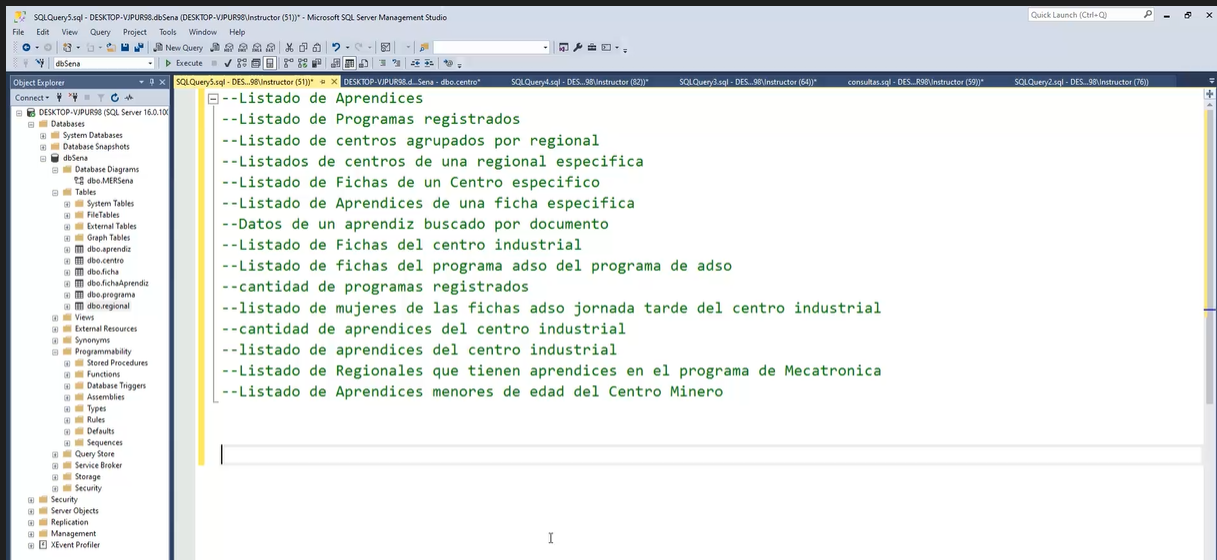 SQLQuery5.sql - DESKTOP-VJPUR98.dbSena (DESKTOP-VJPUR98\Instructor (51))* - Microsoft SQL Server Management Studio
Quick Launch (Ctrl+Q)
File Edit View Query Project Tools Window Help
New Query
dbSena
Execute
Object Explorer
SQLQuery5.sql - DES...98\Instructor (51))*
DESKTOP-VJPUR98.d...Sena - dbo.centro*
SQLQuery4.sql - DES...98\Instructor (82))*
SQLQuery3.sql - DES...98\Instructor (64))*
consultas.sql - DES...R98\Instructor (59))*
SQLQuery2.sql - DES...98\Instructor (76))
Connect
DESKTOP-VJPUR98 (SQL Server 16.0.100
Databases
System Databases
Database Snapshots
dbSena
Database Diagrams
dbo.MERSena
Tables
System Tables
FileTables
External Tables
Graph Tables
dbo.aprendiz
dbo.centro
dbo.ficha
dbo.fichaAprendiz
dbo.programa
dbo.regional
Views
External Resources
Synonyms
Programmability
Stored Procedures
Functions
Database Triggers
Assemblies
Types
Rules
Defaults
Sequences
Query Store
Service Broker
Storage
Security
Security
Server Objects
Replication
Management
XEvent Profiler
--Listado de Aprendices
--Listado de Programas registrados
--Listado de centros agrupados por regional
--Listados de centros de una regional especifica
--Listado de Fichas de un Centro especifico
--Listado de Aprendices de una ficha especifica
--Datos de un aprendiz buscado por documento
--Listado de Fichas del centro industrial
--Listado de fichas del programa adso del programa de adso
--cantidad de programas registrados
--listado de mujeres de las fichas adso jornada tarde del centro industrial
--cantidad de aprendices del centro industrial
--listado de aprendices del centro industrial
--Listado de Regionales que tienen aprendices en el programa de Mecatronica
--Listado de Aprendices menores de edad del Centro Minero